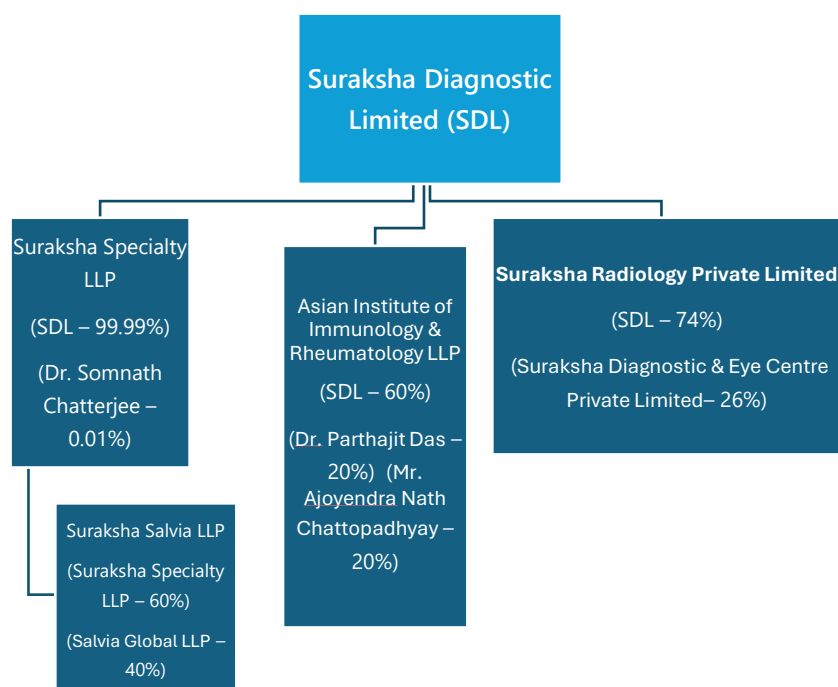 Suraksha Diagnostic
Limited (SDL)
Suraksha Specialty
LLP
(SDL – 99.99%)
(Dr. Somnath
Chatterjee –
0.01%)
Suraksha Salvia LLP
(Suraksha Specialty
LLP – 60%)
(Salvia Global LLP –
40%)
Asian Institute of
Immunology &
Rheumatology LLP
(SDL – 60%)
(Dr. Parthajit Das –
20%) (Mr.
Ajoyendra Nath
Chattopadhyay –
20%)
Suraksha Radiology Private Limited
(SDL – 74%)
(Suraksha Diagnostic & Eye Centre
Private Limited– 26%)